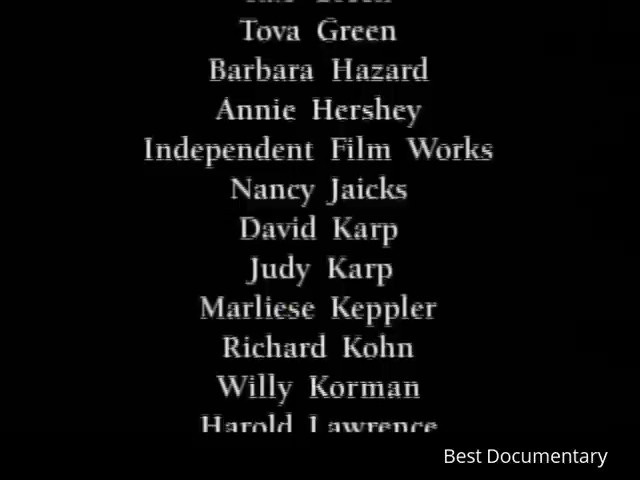 Tova Green
Barbara Hazard
Annie Hershey
Independent Film Works
Nancy Jaicks
David Karp
Judy Karp
Marliese Keppler
Richard Kohn
Willy Korman
Harold Lawrence
Best Documentary